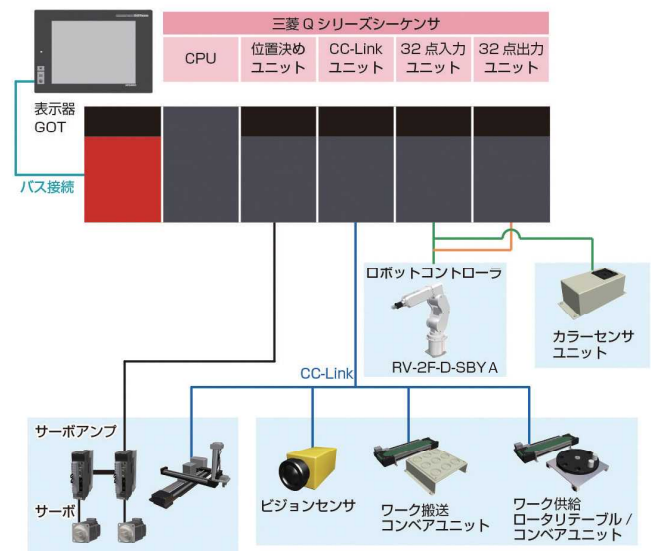 三菱 Q シリーズシーケンサ
CPU
位置決め
ユニット
CC-Link
ユニット
32 点入力
ユニット
32 点出力
ユニット
表示器
GOT
バス接続
ロボットコントローラ
RV-2F-D-SBYA
カラーセンサ
ユニット
CC-Link
サーボアンプ
サーボ
ビジョンセンサ
ワーク搬送
コンベアユニット
ワーク供給
ロータリテーブル /
コンベアユニット